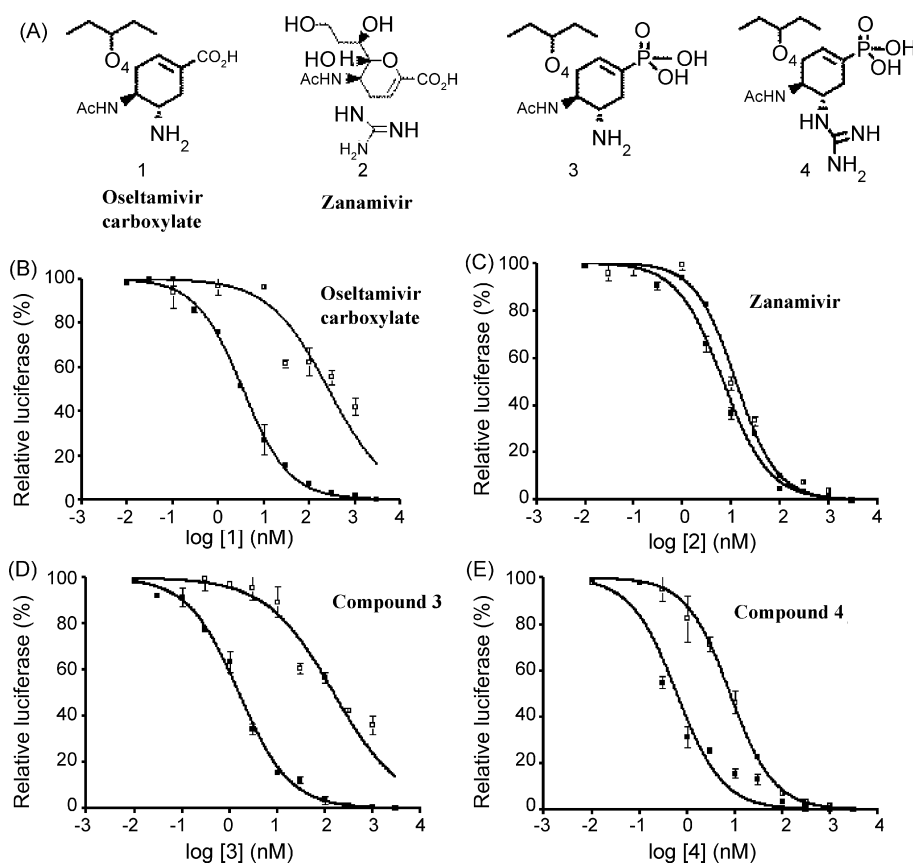 (A)
O
4
CO₂H
AcHN
NH₂
1
Oseltamivir
carboxylate
HO OH
HO H O
AcHN
CO₂H
HN NH
H₂N
2
Zanamivir
O
P
OH
OH
O
4
AcHN
NH₂
3
O
P
OH
OH
O
4
AcHN
HN
NH
NH₂
4
(B)
Relative luciferase (%)
100
80
60
40
20
0
Oseltamivir
carboxylate
-3 -2 -1 0 1 2 3 4
log [1] (nM)
(C)
Relative luciferase (%)
100
80
60
40
20
0
Zanamivir
-3 -2 -1 0 1 2 3 4
log [2] (nM)
(D)
Relative luciferase (%)
100
80
60
40
20
0
Compound 3
-3 -2 -1 0 1 2 3 4
log [3] (nM)
(E)
Relative luciferase (%)
100
80
60
40
20
0
Compound 4
-3 -2 -1 0 1 2 3 4
log [4] (nM)